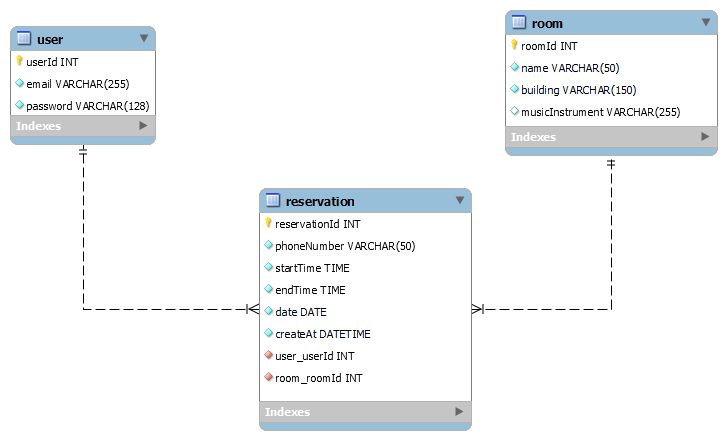 user
userId INT
email VARCHAR(255)
password VARCHAR(128)
Indexes
room
roomId INT
name VARCHAR(50)
building VARCHAR(150)
musicInstrument VARCHAR(255)
Indexes
reservation
reservationId INT
phoneNumber VARCHAR(50)
startTime TIME
endTime TIME
date DATE
createAt DATETIME
user_userId INT
room_roomId INT
Indexes